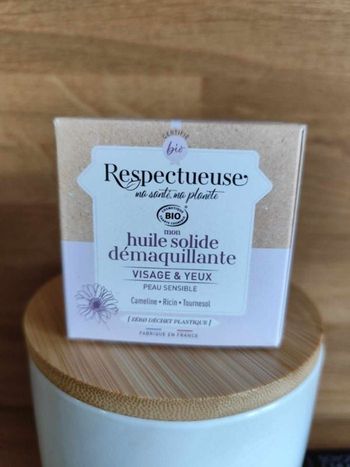 CERTIFIÉ
bio
Respectueuse
ma santé, ma planète
COSMÉTIQUE
BIO
mon
huile solide
démaquillante
VISAGE & YEUX
PEAU SENSIBLE
Cameline • Ricin • Tournesol
[ ZÉRO DÉCHET PLASTIQUE ]
FABRIQUÉ EN FRANCE